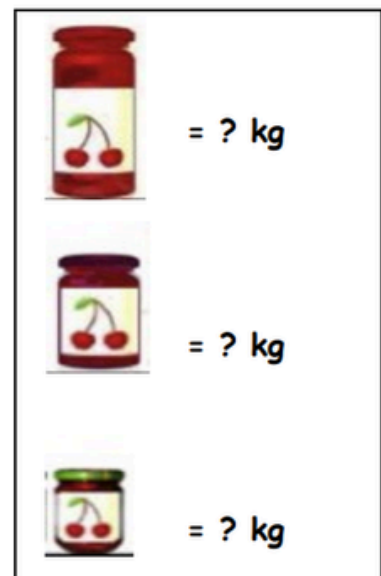 = ? kg
= ? kg
= ? kg